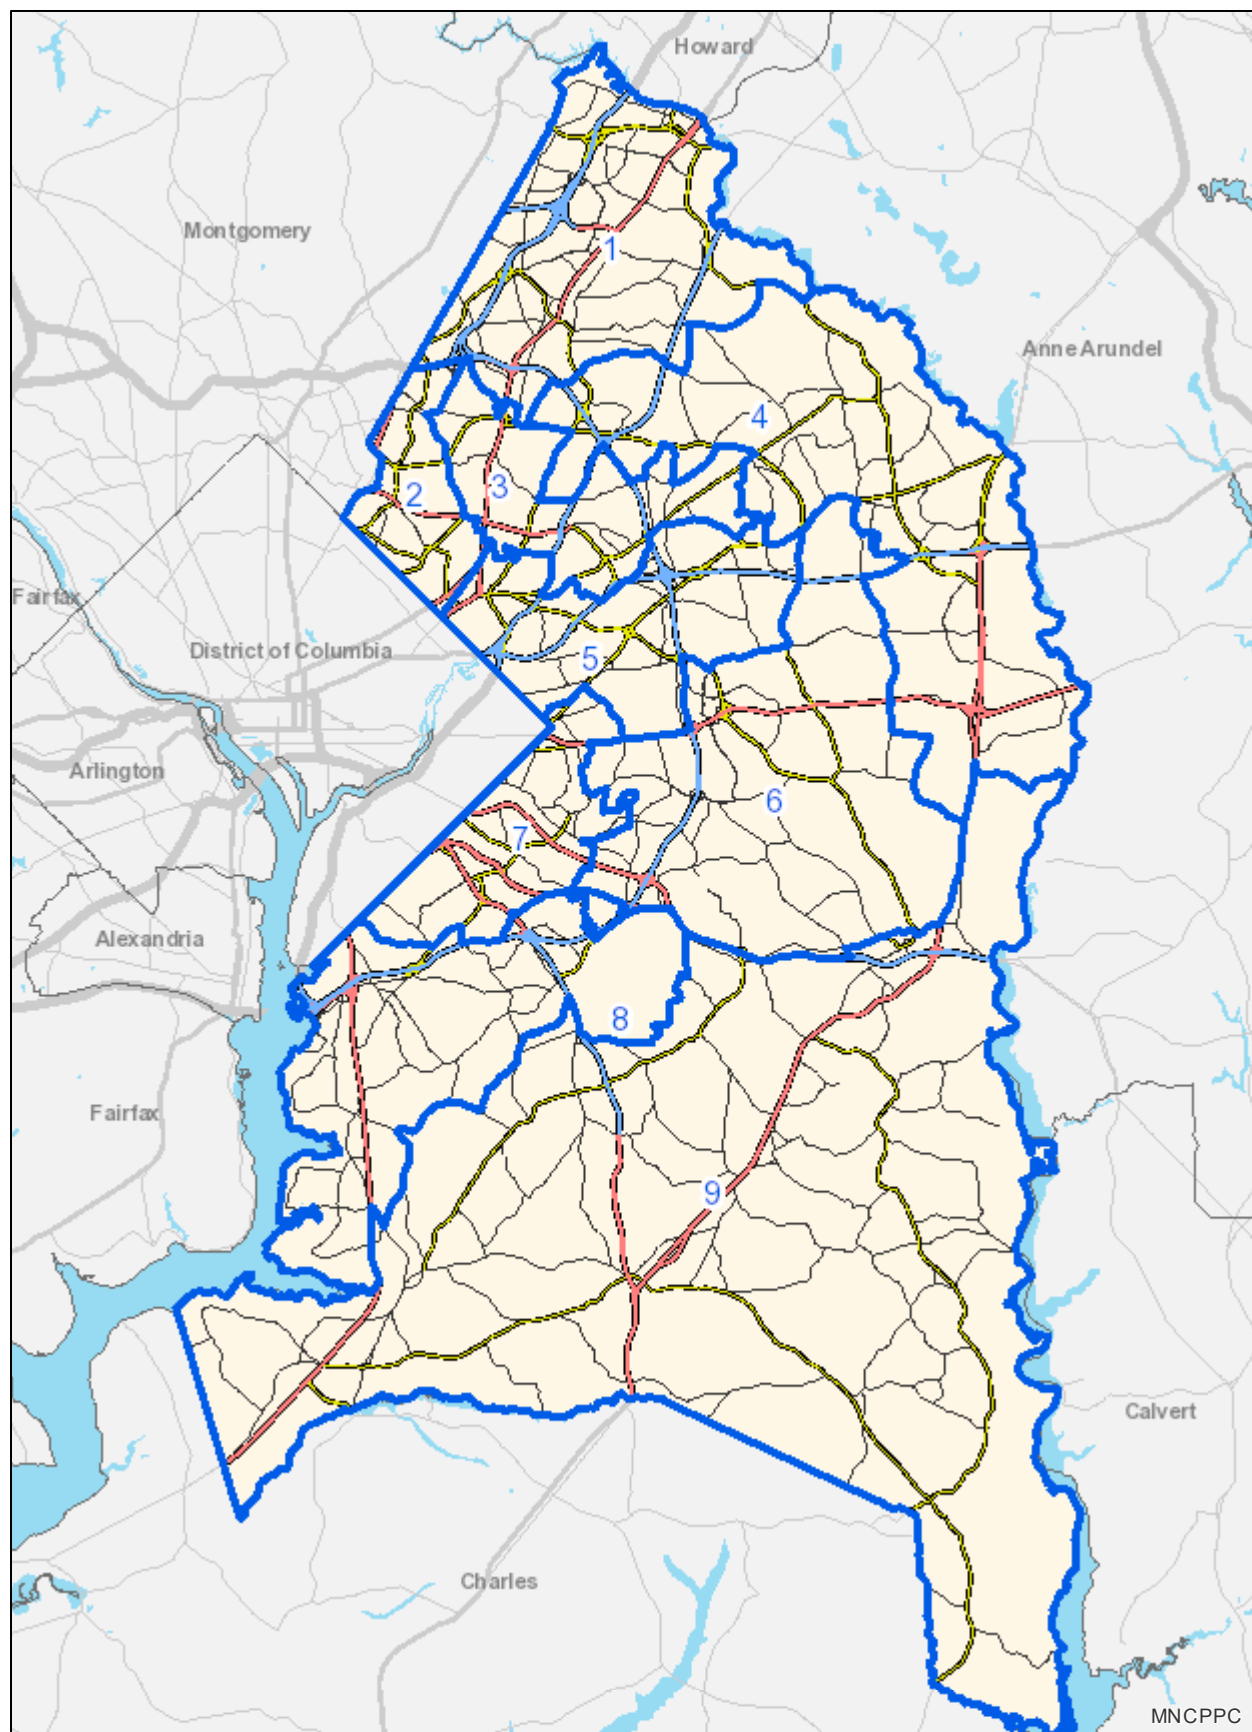 Howard
Montgomery
1
Anne Arundel
4
2
3
Fairfax
District of Columbia
5
Arlington
6
7
Alexandria
8
Fairfax
9
Calvert
Charles
MNCPPC